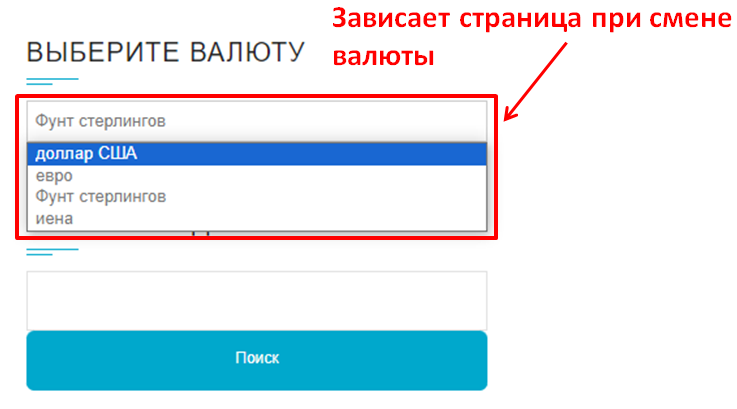 Зависает страница при смене
валюты
ВЫБЕРИТЕ ВАЛЮТУ
Фунт стерлингов
доллар США
евро
Фунт стерлингов
иена
Поиск